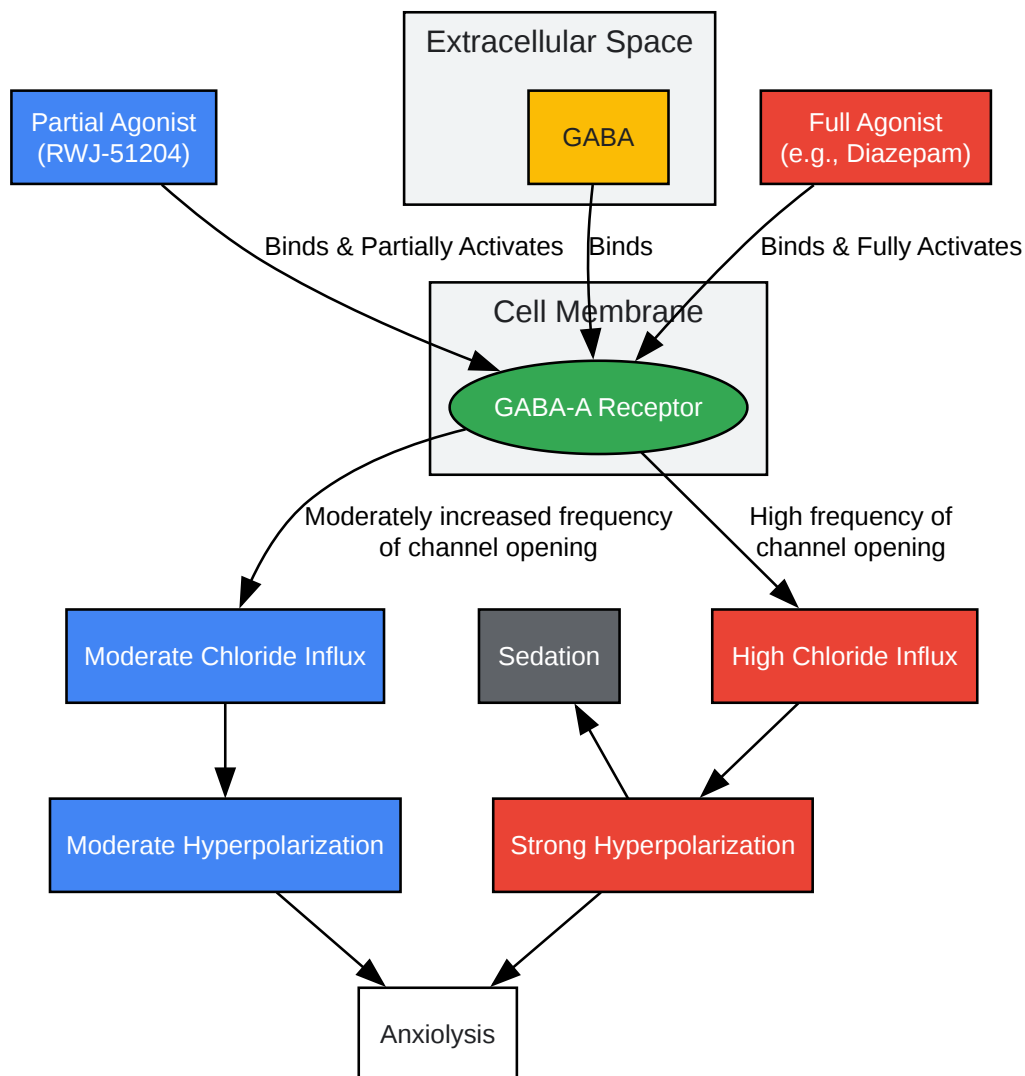 Extracellular Space
Partial Agonist
(RWJ-51204)
GABA
Full Agonist
(e.g., Diazepam)
Binds & Partially Activates
Binds
Binds & Fully Activates
Cell Membrane
GABA-A Receptor
Moderately increased frequency
of channel opening
High frequency of
channel opening
Moderate Chloride Influx
Sedation
High Chloride Influx
Moderate Hyperpolarization
Strong Hyperpolarization
Anxiolysis